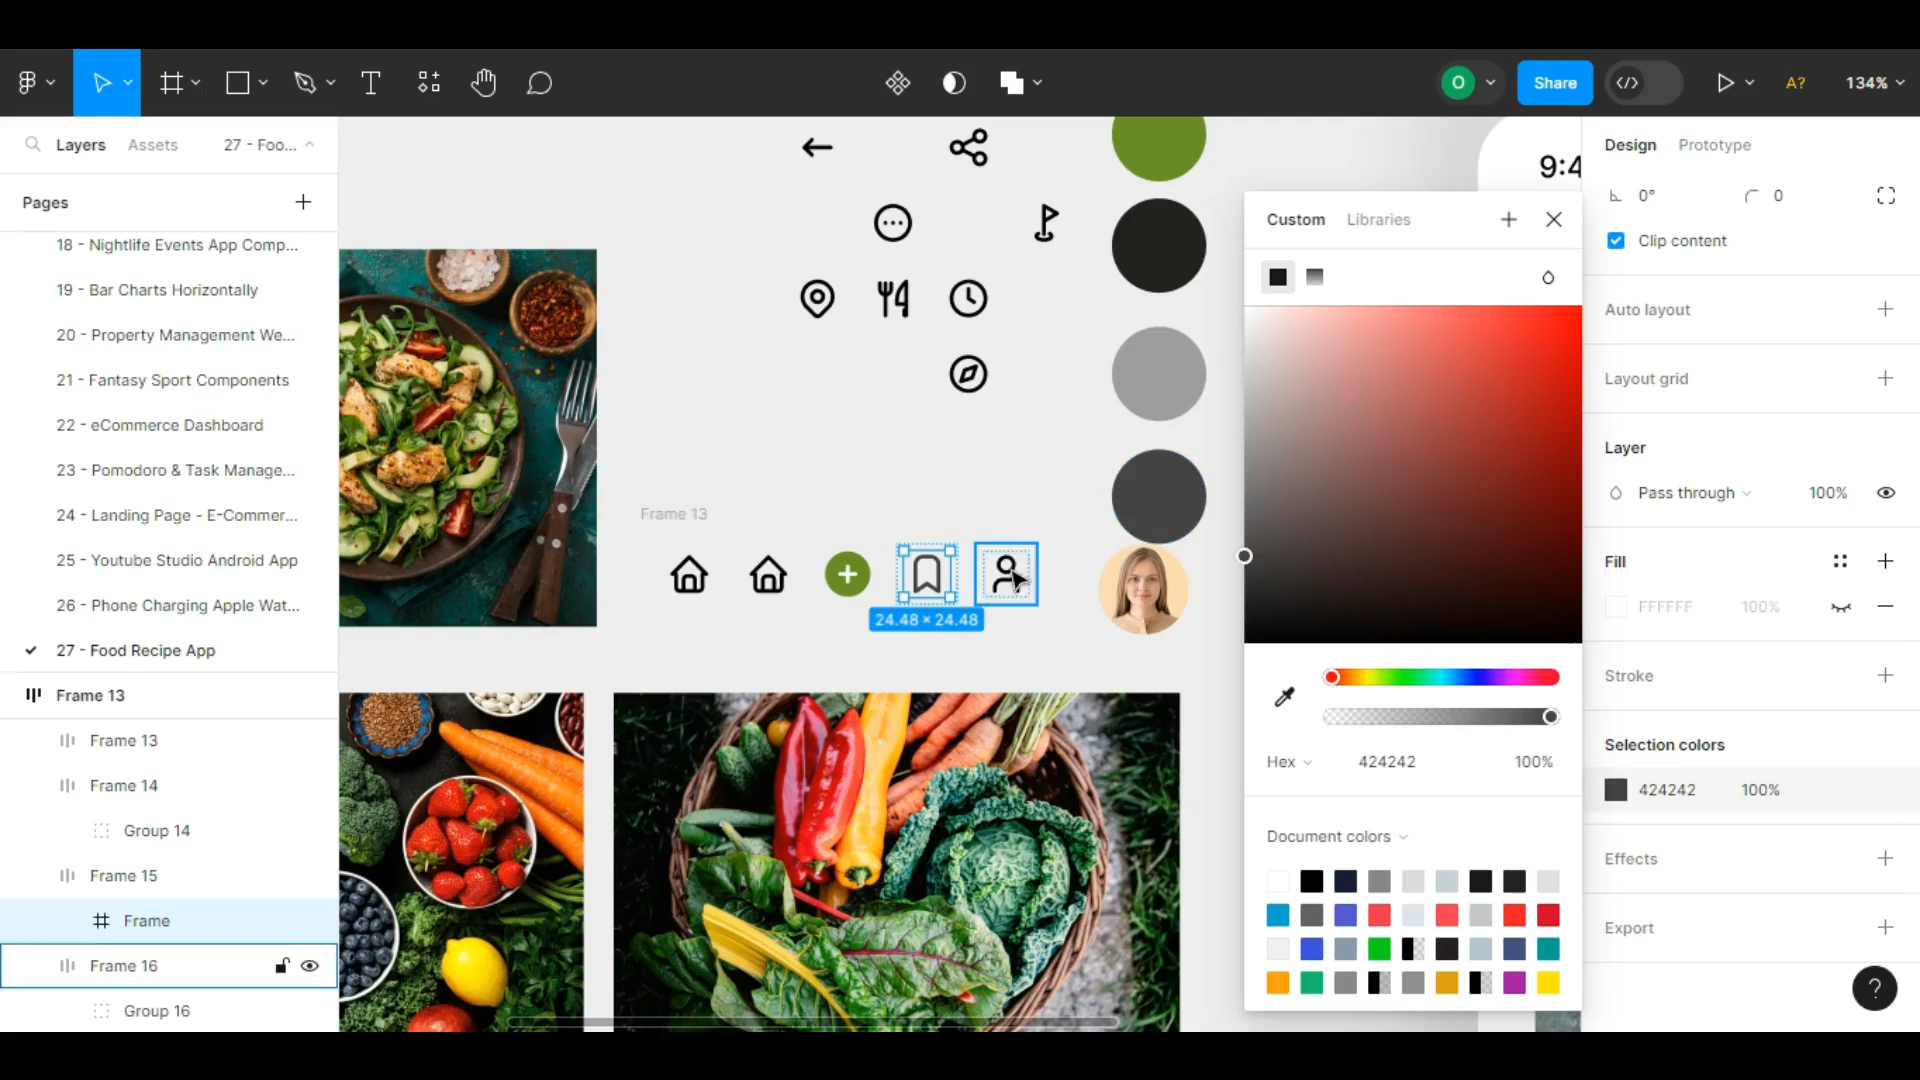 O
Share
A?
134%
Layers
Assets
27 - Foo...
Pages
18 - Nightlife Events App Comp...
19 - Bar Charts Horizontally
20 - Property Management We...
21 - Fantasy Sport Components
22 - eCommerce Dashboard
23 - Pomodoro & Task Manage...
24 - Landing Page - E-Commer...
25 - Youtube Studio Android App
26 - Phone Charging Apple Wat...
27 - Food Recipe App
Frame 13
Frame 13
Frame 14
Group 14
Frame 15
Frame
Frame 16
Group 16
Frame 13
24.48 × 24.48
9:4
Custom
Libraries
Hex
424242
100%
Document colors
Design
Prototype
0°
0
Clip content
Auto layout
Layout grid
Layer
Pass through
100%
Fill
FFFFFF
100%
Stroke
Selection colors
424242
100%
Effects
Export
?